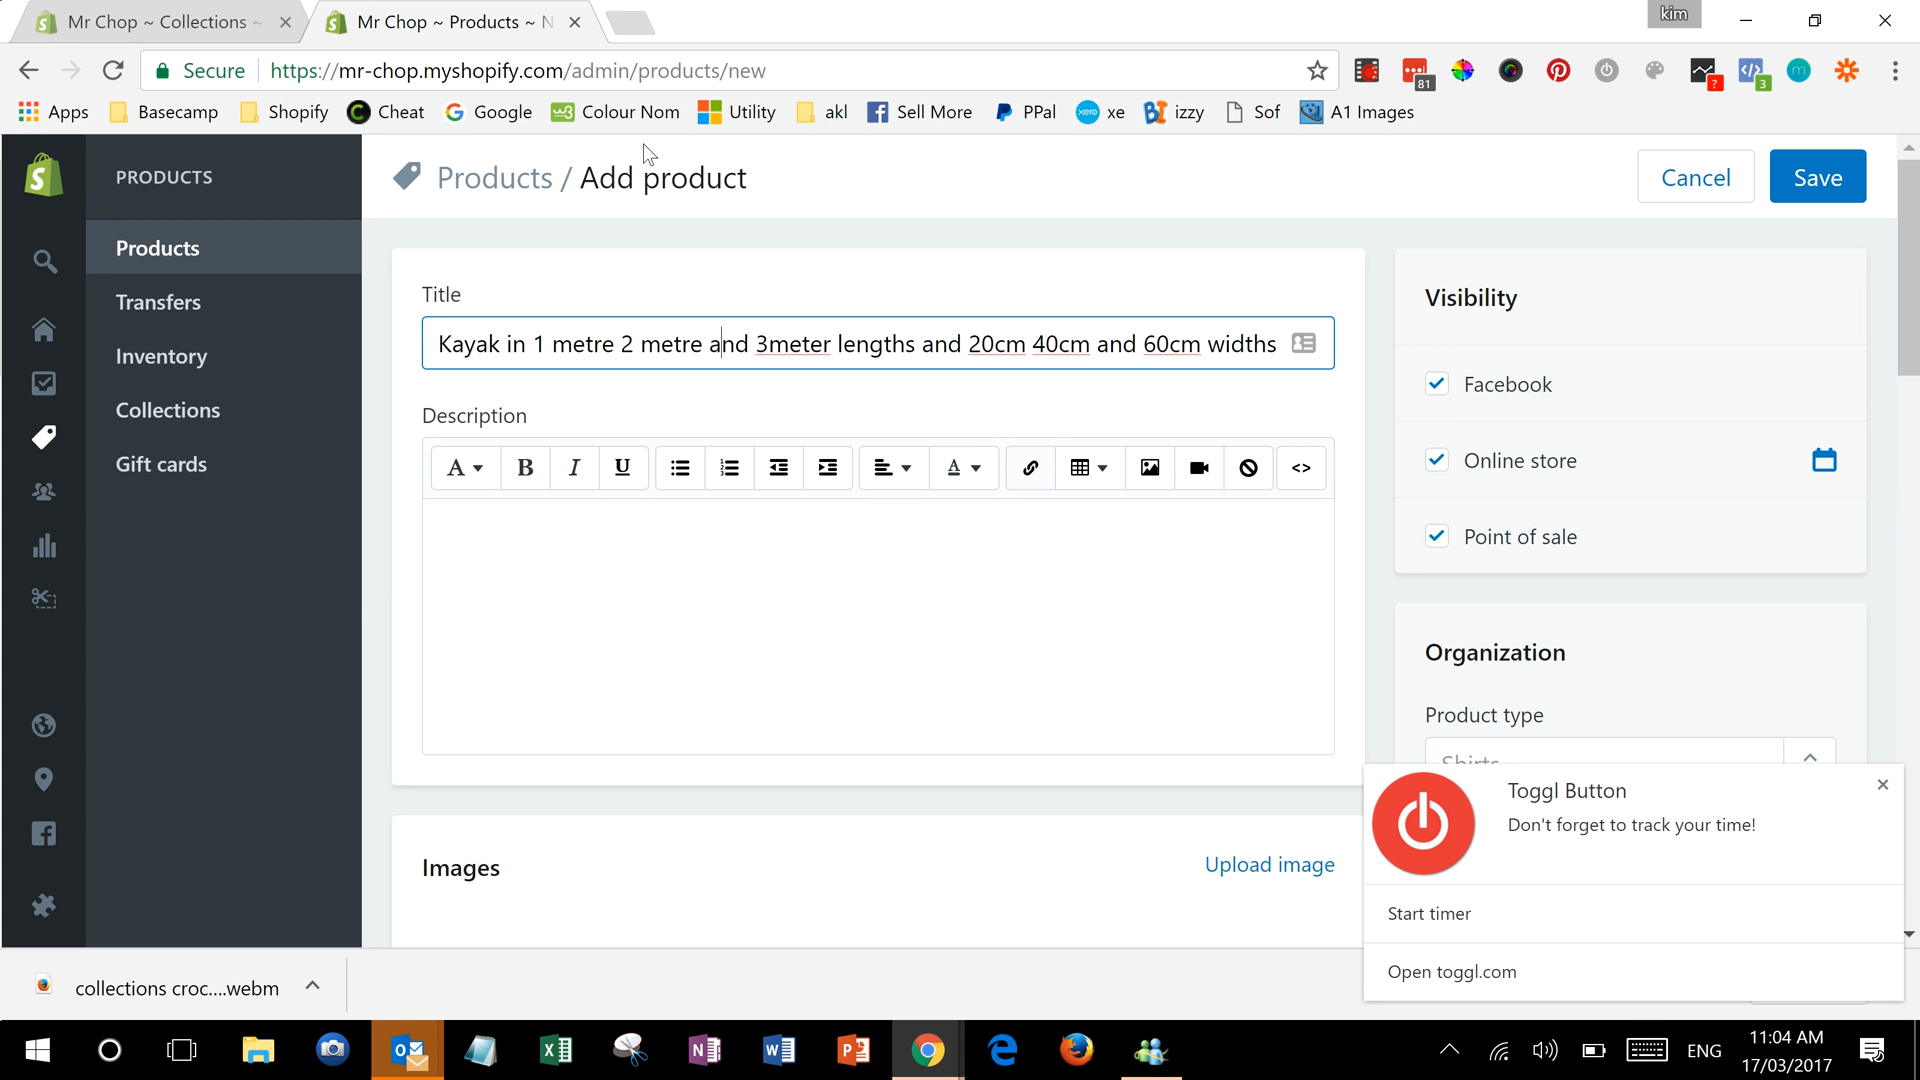 Mr Chop ~ Collections ~
Mr Chop ~ Products ~ N
kim
Secure
https://mr-chop.myshopify.com/admin/products/new
81
?
3
m
Apps
Basecamp
Shopify
Cheat
Google
Colour Nom
Utility
akl
Sell More
PPal
xe
izzy
Sof
A1 Images
PRODUCTS
Products / Add product
Cancel
Save
Products
Transfers
Inventory
Collections
Gift cards
Title
Kayak in 1 metre 2 metre and 3meter lengths and 20cm 40cm and 60cm widths
Description
A
B
I
U
A
<>
Visibility
Facebook
Online store
Point of sale
Organization
Product type
Shirts
Images
Upload image
Toggl Button
Don't forget to track your time!
Start timer
Open toggl.com
collections croc....webm
ENG
11:04 AM
17/03/2017